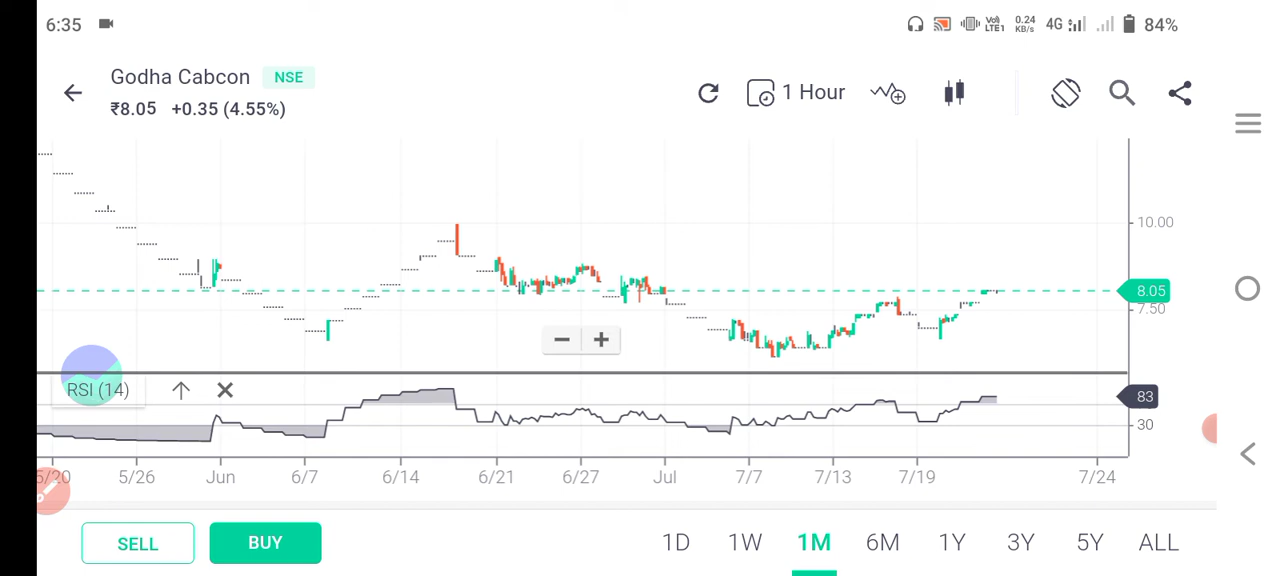 6:35
Vo)) LTE1 0.24 KB/s 4G 84%
Godha Cabcon NSE
₹8.05 +0.35 (4.55%)
1 Hour
10.00
8.05
7.50
RSI (14)
83
30
5/20 5/26 Jun 6/7 6/14 6/21 6/27 Jul 7/7 7/13 7/19 7/24
SELL BUY 1D 1W 1M 6M 1Y 3Y 5Y ALL